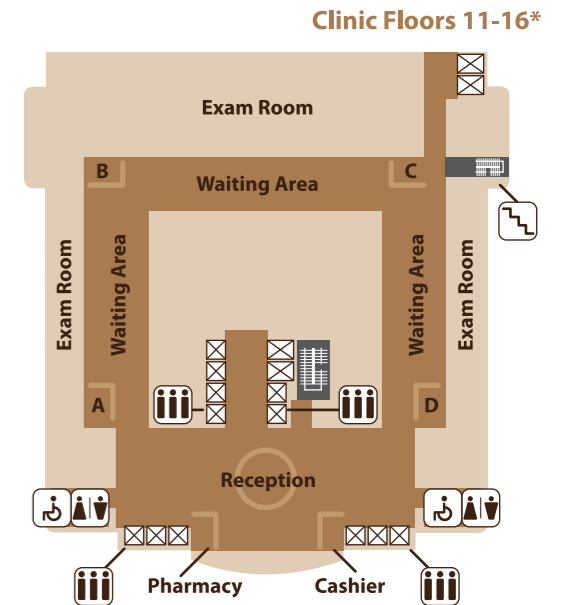 Clinic Floors 11-16*
Exam Room
B
Waiting Area
C
Exam Room
Waiting Area
Waiting Area
Exam Room
A
D
Reception
Pharmacy
Cashier